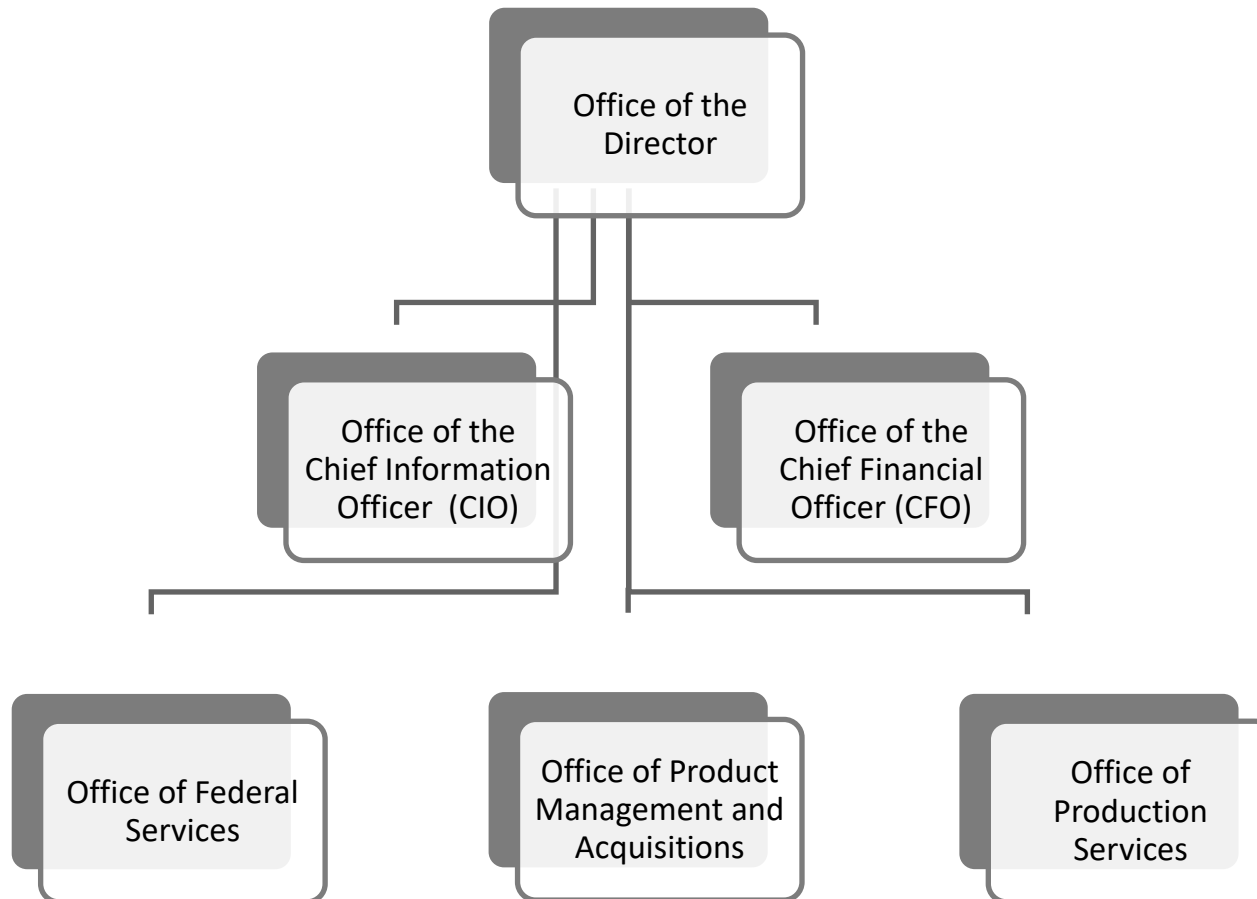 Office of the
Director
Office of the
Chief Information
Officer  (CIO)
Office of the
Chief Financial
Officer (CFO)
Office of Federal
Services
Office of Product
Management and
Acquisitions
Office of
Production
Services